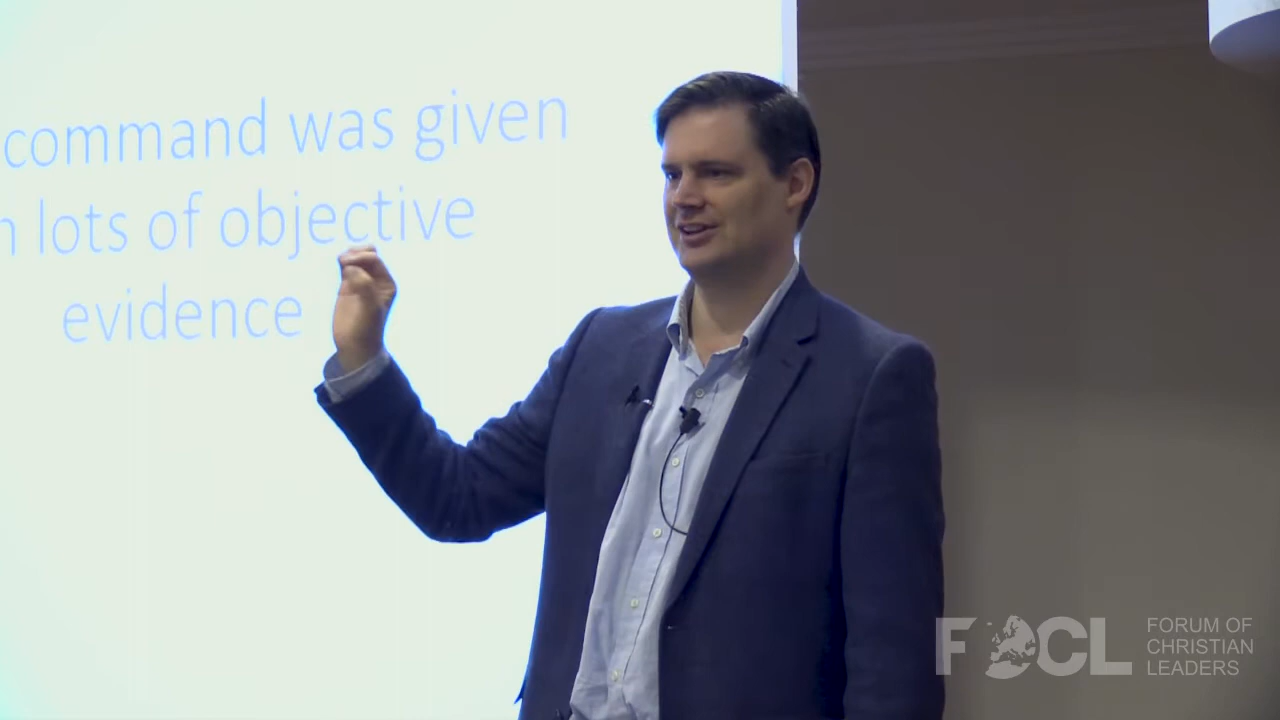 command was given
lots of objective
evidence
FOCL
FORUM OF
CHRISTIAN
LEADERS